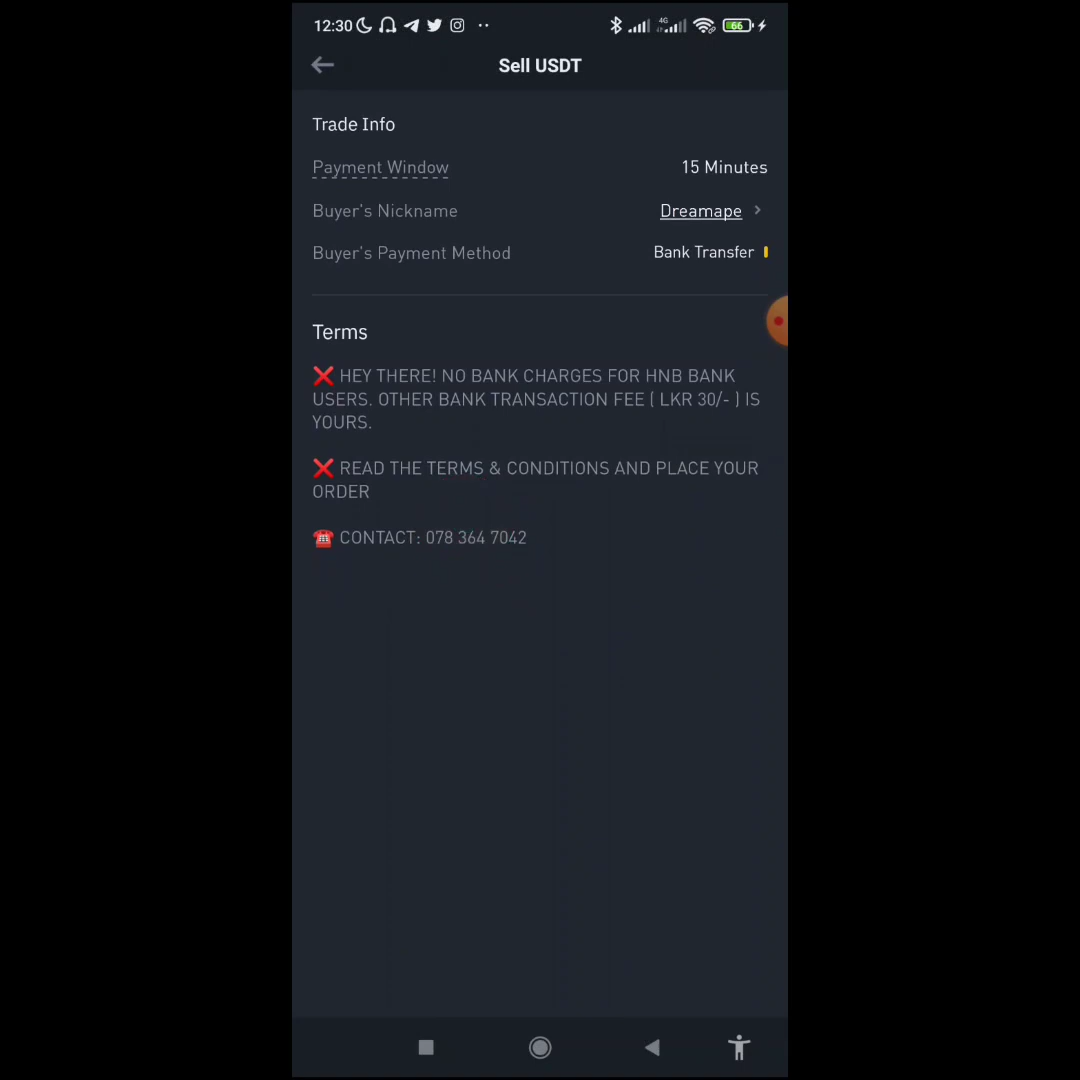 12:30 4G 66
Sell USDT
Trade Info
Payment Window 15 Minutes
Buyer's Nickname Dreamape
Buyer's Payment Method Bank Transfer
Terms
❌ HEY THERE! NO BANK CHARGES FOR HNB BANK
USERS. OTHER BANK TRANSACTION FEE ( LKR 30/- ) IS
YOURS.
❌ READ THE TERMS & CONDITIONS AND PLACE YOUR
ORDER
☎️ CONTACT: 078 364 7042